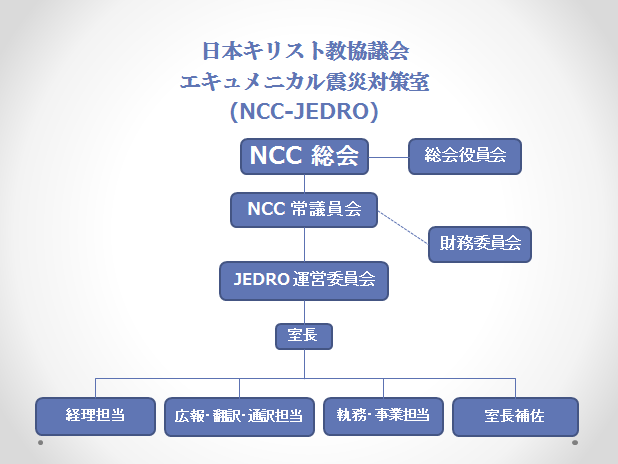 日本キリスト教協議会
エキュメニカル震災対策室
（NCC-JEDRO）
NCC 総会
総会役員会
NCC 常議員会
財務委員会
JEDRO 運営委員会
室長
経理担当
広報・翻訳・通訳担当
執務・事業担当
室長補佐